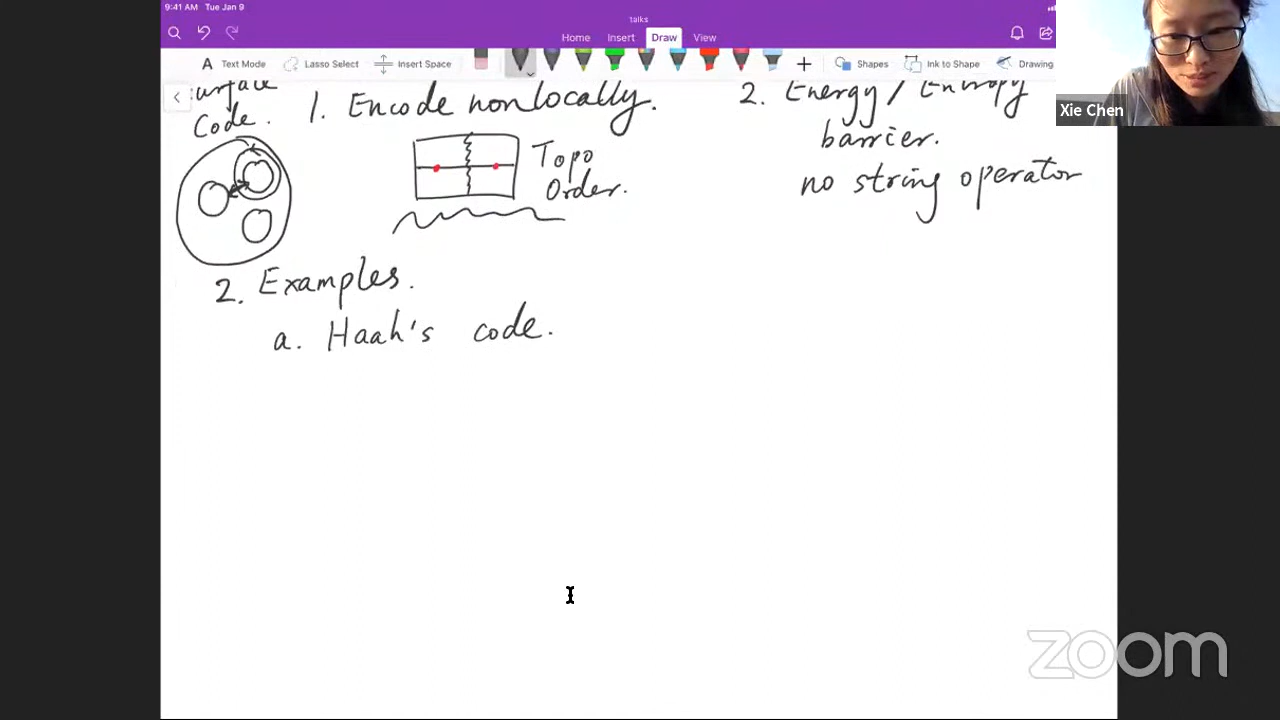 9:41 AM Tue Jan 9
talks
Home Insert Draw View
Text Mode Lasso Select Insert Space Shapes Ink to Shape Drawing
Xie Chen
urface
Code.
1. Encode nonlocally.
Topo
Order.
2. Energy / Entropy
barrier.
no string operator
2. Examples.
a. Haah's code.
zoom